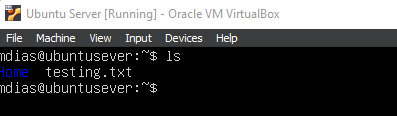 Ubuntu Server [Running] - Oracle VM VirtualBox
File Machine View Input Devices Help
mdias@ubuntusever:~$ ls
Home testing.txt
mdias@ubuntusever:~$